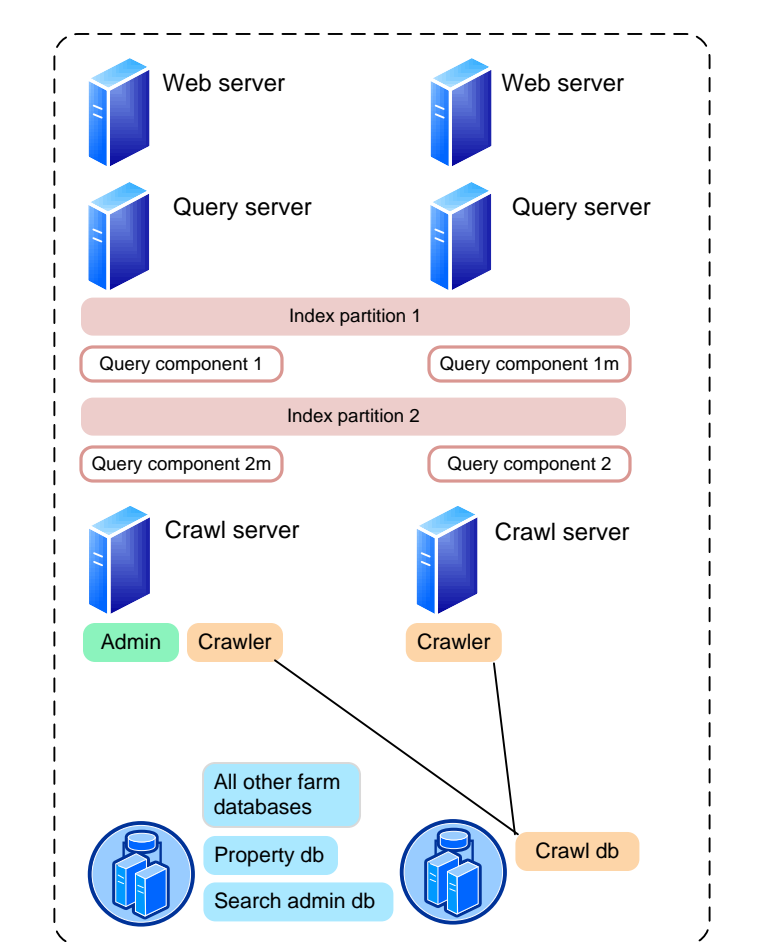 Web server
Web server
Query server
Query server
Index partition 1
Query component 1
Query component 1m
Index partition 2
Query component 2m
Query component 2
Crawl server
Crawl server
Admin
Crawler
Crawler
All other farm
databases
Property db
Search admin db
Crawl db